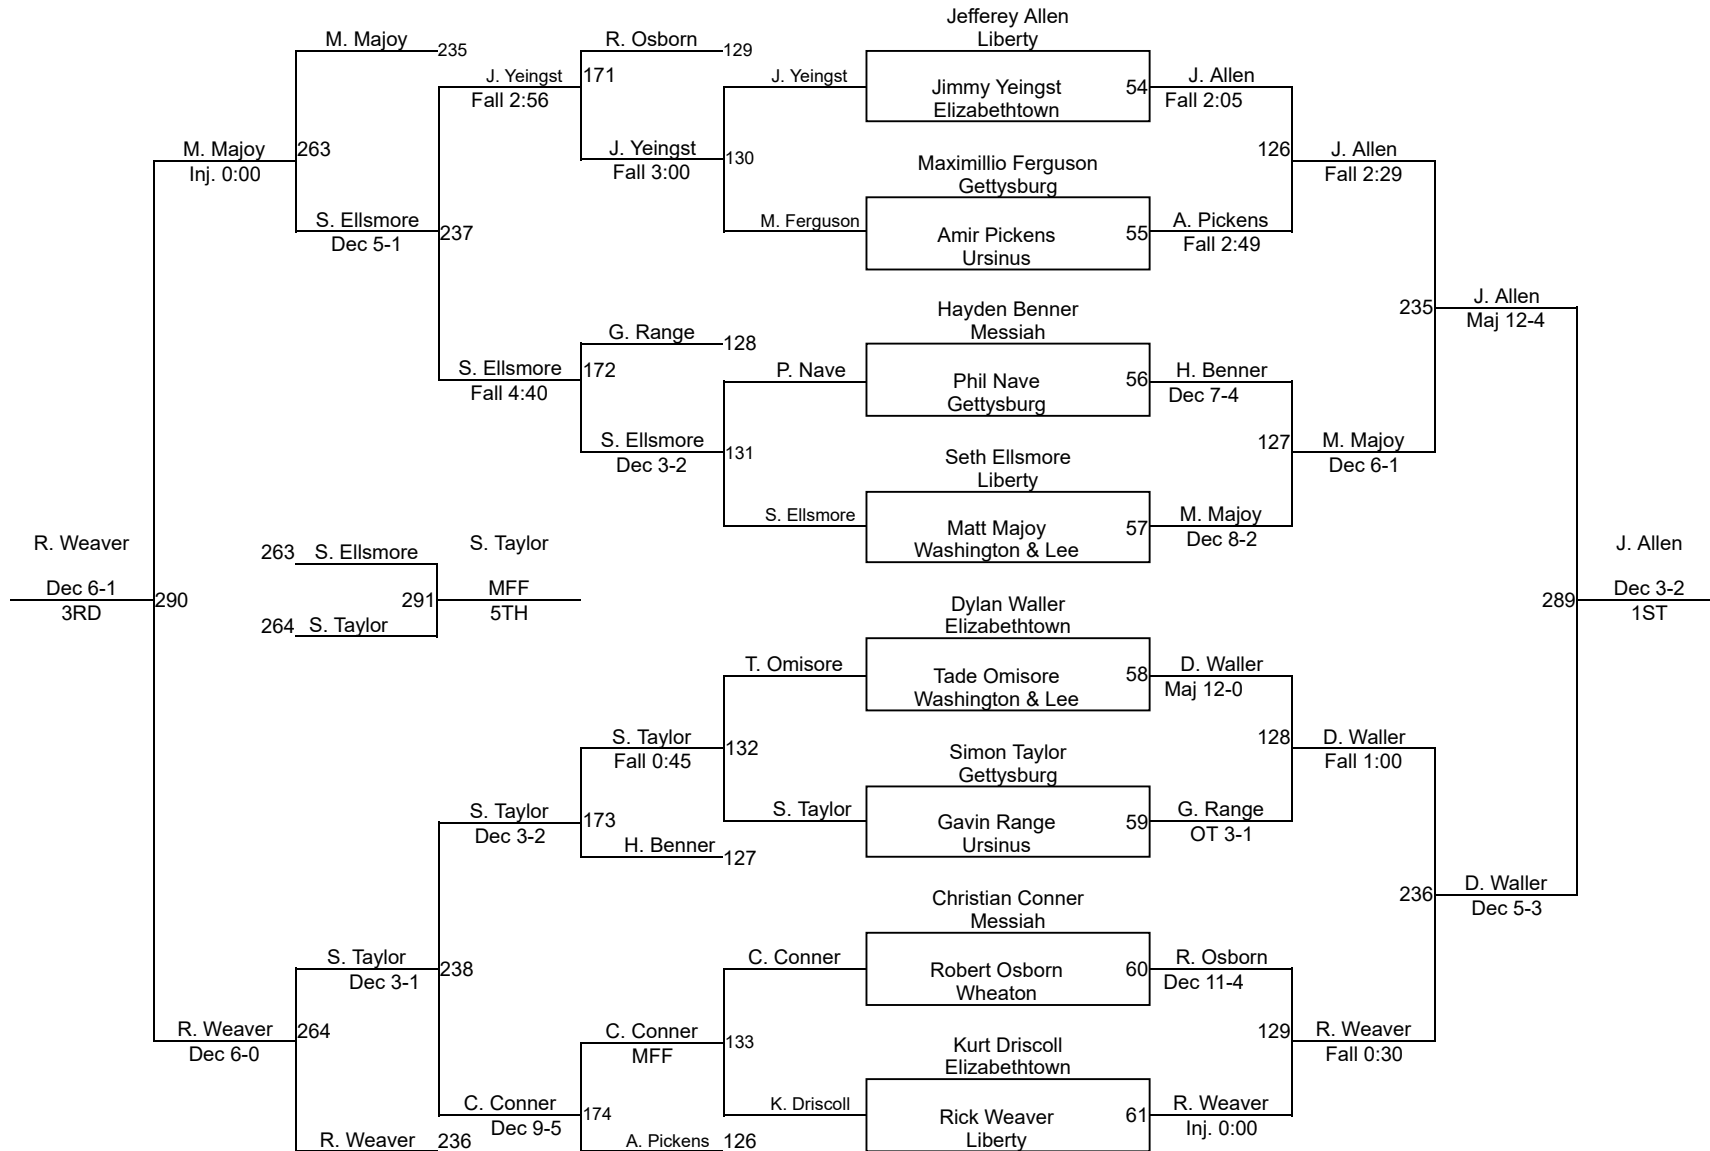 Jefferey Allen
M. Majoy 235 R. Osborn 129 Liberty
J. Yeingst 171 J. Yeingst Jimmy Yeingst 54 J. Allen
Fall 2:56 Elizabethtown Fall 2:05
M. Majoy 263 J. Yeingst 130 Maximillio Ferguson 126 J. Allen
Inj. 0:00 Fall 3:00 Gettysburg Fall 2:29
S. Ellsmore 237 M. Ferguson Amir Pickens 55 A. Pickens
Dec 5-1 Ursinus Fall 2:49
Hayden Benner 235 J. Allen
G. Range 128 Messiah Maj 12-4
S. Ellsmore 172 P. Nave Phil Nave 56 H. Benner
Fall 4:40 Gettysburg Dec 7-4
S. Ellsmore 131 Seth Ellsmore 127 M. Majoy
Dec 3-2 Liberty Dec 6-1
S. Ellsmore Matt Majoy 57 M. Majoy
Washington & Lee Dec 8-2
R. Weaver 263 S. Ellsmore S. Taylor J. Allen
Dec 6-1 290 291 MFF 289 Dec 3-2
3RD 5TH 1ST
264 S. Taylor Dylan Waller
Elizabethtown
T. Omisore Tade Omisore 58 D. Waller
Washington & Lee Maj 12-0
S. Taylor 132 Simon Taylor 128 D. Waller
Fall 0:45 Gettysburg Fall 1:00
S. Taylor 173 S. Taylor Gavin Range 59 G. Range
Dec 3-2 Ursinus OT 3-1
H. Benner 127
Christian Conner 236 D. Waller
Messiah Dec 5-3
S. Taylor 238 C. Conner Robert Osborn 60 R. Osborn
Dec 3-1 Wheaton Dec 11-4
R. Weaver 264 C. Conner 133 Kurt Driscoll 129 R. Weaver
Dec 6-0 MFF Elizabethtown Fall 0:30
C. Conner 174 K. Driscoll Rick Weaver 61 R. Weaver
Dec 9-5 Liberty Inj. 0:00
R. Weaver 236 A. Pickens 126